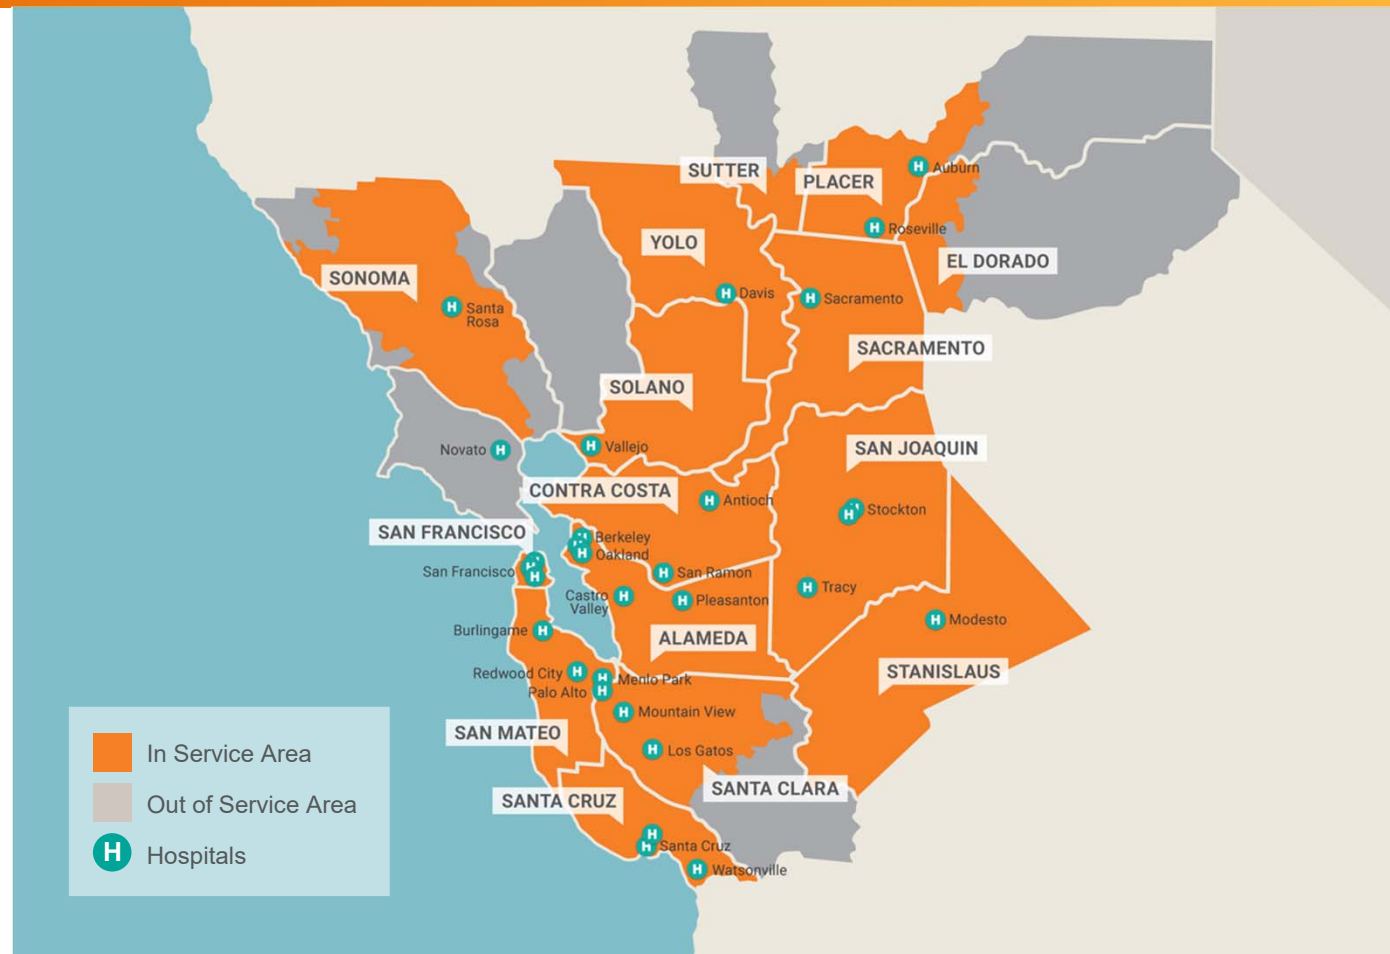 SUTTER
PLACER
H Auburn
H Roseville
YOLO
EL DORADO
SONOMA
H Davis
H Sacramento
H Santa
Rosa
SACRAMENTO
SOLANO
Novato H
H Vallejo
SAN JOAQUIN
CONTRA COSTA
H Antioch
H
H Stockton
SAN FRANCISCO
H Berkeley
H
H Oakland
H
San Francisco H
H
H San Ramon
H Tracy
Castro H
Valley
H Pleasanton
H Modesto
Burlingame H
ALAMEDA
STANISLAUS
Redwood City H
H Menlo Park
Palo Alto H
H Mountain View
SAN MATEO
H Los Gatos
SANTA CLARA
SANTA CRUZ
H
H Santa Cruz
H Watsonville
In Service Area
Out of Service Area
H Hospitals